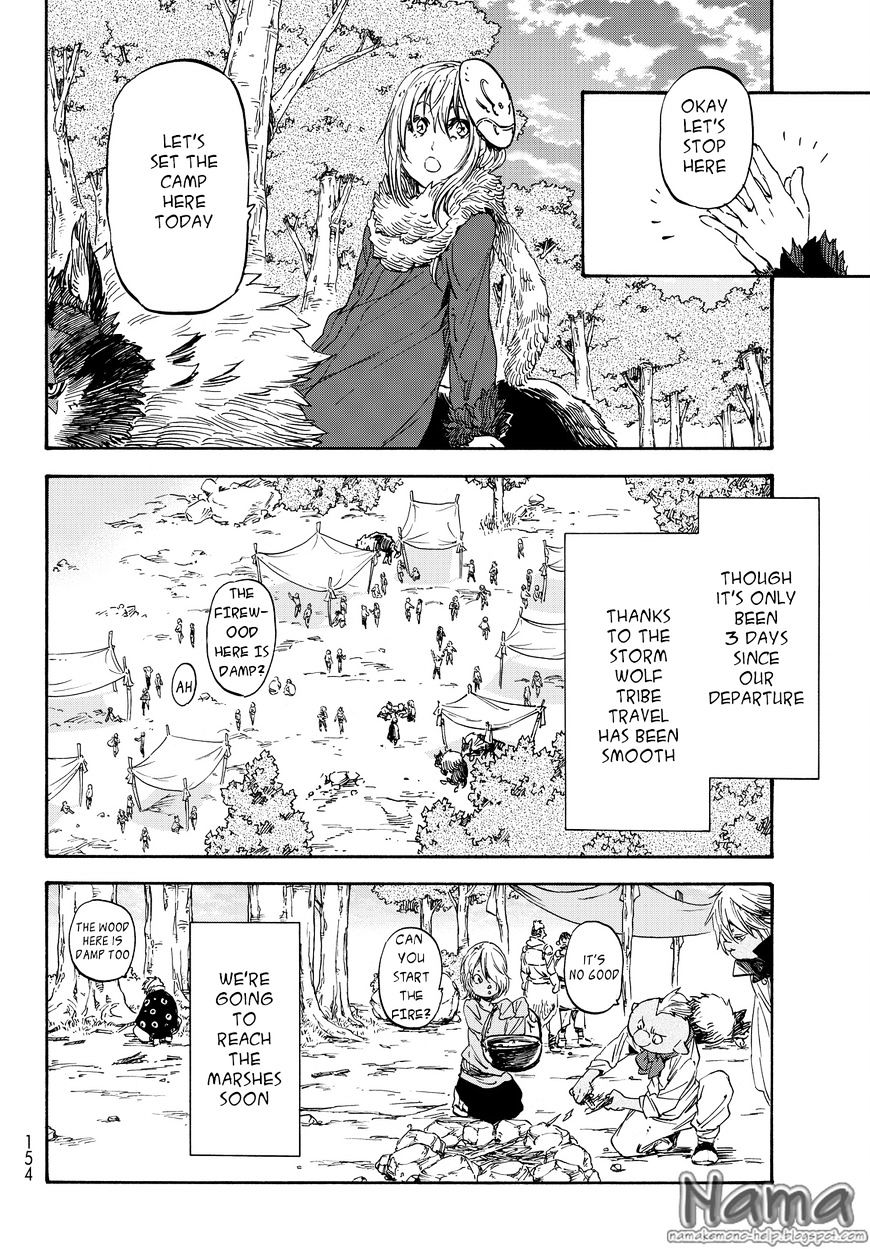 OKAY
LET'S
STOP
HERE
LET'S
SET THE
CAMP
HERE
TODAY
THOUGH
IT'S ONLY
BEEN
3 DAYS
SINCE
OUR
DEPARTURE
THANKS
TO THE
STORM
WOLF
TRIBE
TRAVEL
HAS BEEN
SMOOTH
THE
FIREW-
OOD
HERE IS
DAMP?
AH
IT'S
NO GOOD
CAN
YOU
START
THE
FIRE?
WE'RE
GOING
TO
REACH
THE
MARSHES
SOON
THE WOOD
HERE IS
DAMP TOO
154
Nama
namakemono-help.blogspot.com